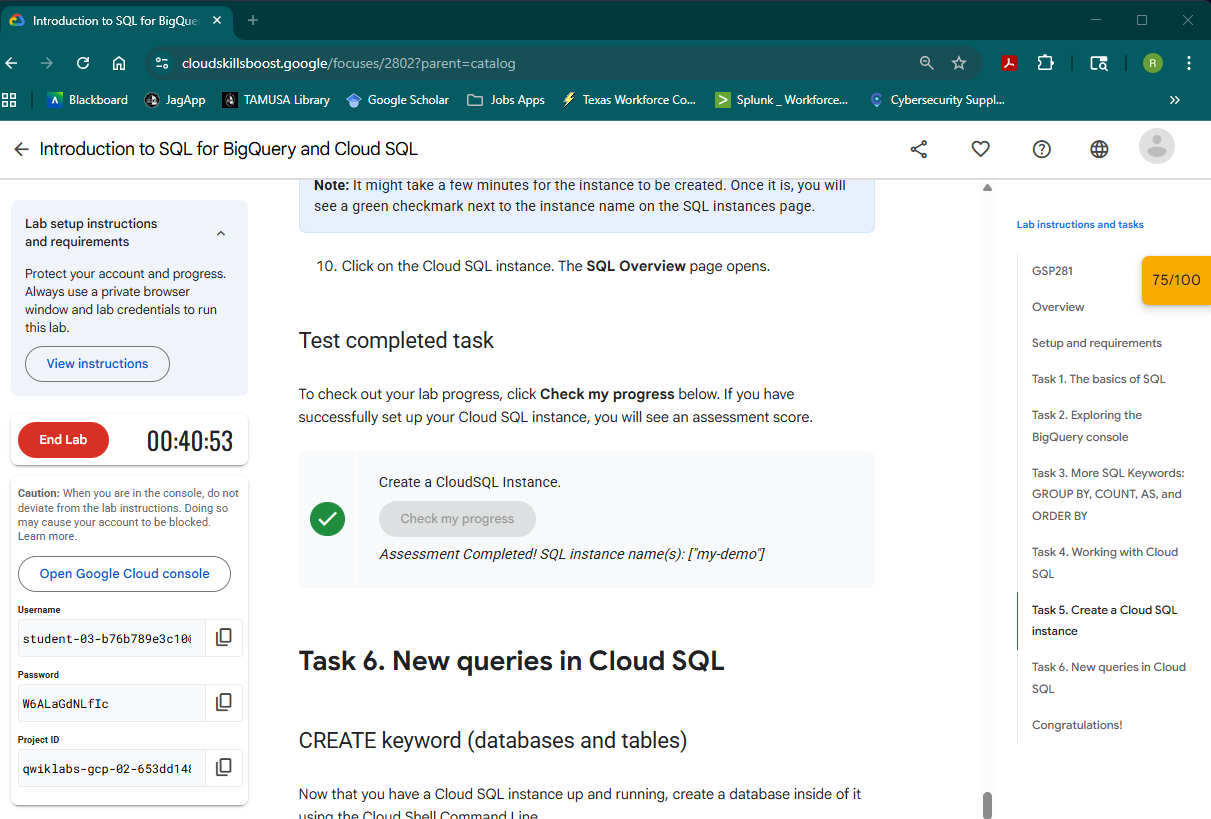 Introduction to SQL for BigQue
cloudskillsboost.google/focuses/2802?parent=catalog
R
Blackboard
JagApp
TAMUSA Library
Google Scholar
Jobs Apps
Texas Workforce Co...
Splunk _ Workforce...
Cybersecurity Suppl...
Introduction to SQL for BigQuery and Cloud SQL
Lab setup instructions
and requirements
Protect your account and progress.
Always use a private browser
window and lab credentials to run
this lab.
View instructions
End Lab
00:40:53
Caution: When you are in the console, do not
deviate from the lab instructions. Doing so
may cause your account to be blocked.
Learn more.
Open Google Cloud console
Username
student-03-b76b789e3c10
Password
W6ALaGdNLfIc
Project ID
qwiklabs-gcp-02-653dd148
Note: It might take a few minutes for the instance to be created. Once it is, you will
see a green checkmark next to the instance name on the SQL instances page.
10. Click on the Cloud SQL instance. The SQL Overview page opens.
Test completed task
To check out your lab progress, click Check my progress below. If you have
successfully set up your Cloud SQL instance, you will see an assessment score.
Create a CloudSQL Instance.
Check my progress
Assessment Completed! SQL instance name(s): ["my-demo"]
Task 6. New queries in Cloud SQL
CREATE keyword (databases and tables)
Now that you have a Cloud SQL instance up and running, create a database inside of it
using the Cloud Shell Command Line
Lab instructions and tasks
GSP281
75/100
Overview
Setup and requirements
Task 1. The basics of SQL
Task 2. Exploring the
BigQuery console
Task 3. More SQL Keywords:
GROUP BY, COUNT, AS, and
ORDER BY
Task 4. Working with Cloud
SQL
Task 5. Create a Cloud SQL
instance
Task 6. New queries in Cloud
SQL
Congratulations!